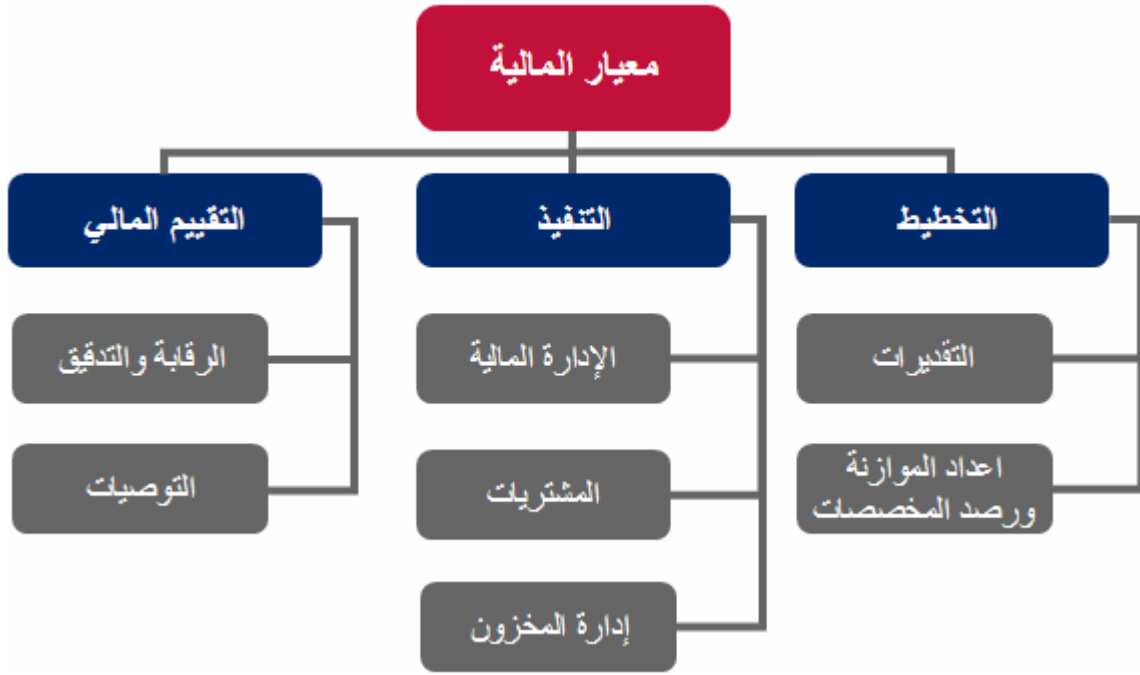 معيار المالية
التخطيط
التنفيذ
التقييم المالي
التقديرات
الإدارة المالية
الرقابة والتدقيق
اعداد الموازنة
ورصد المخصصات
المشتريات
التوصيات
إدارة المخزون